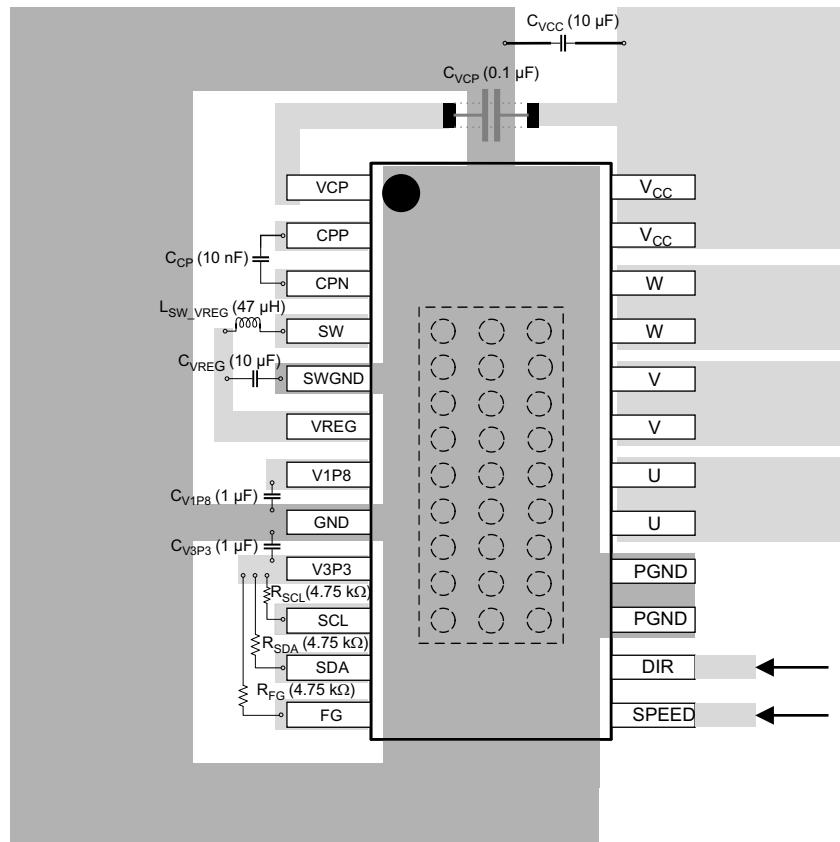 C_VCC (10 µF)
C_VCP (0.1 µF)
VCP
V_CC
CPP
V_CC
C_CP (10 nF)
CPN
W
L_SW_VREG (47 µH)
SW
W
C_VREG (10 µF)
SWGND
V
VREG
V
V1P8
U
C_V1P8 (1 µF)
GND
U
C_V3P3 (1 µF)
V3P3
PGND
R_SCL (4.75 kΩ)
SCL
PGND
R_SDA (4.75 kΩ)
SDA
DIR
R_FG (4.75 kΩ)
FG
SPEED